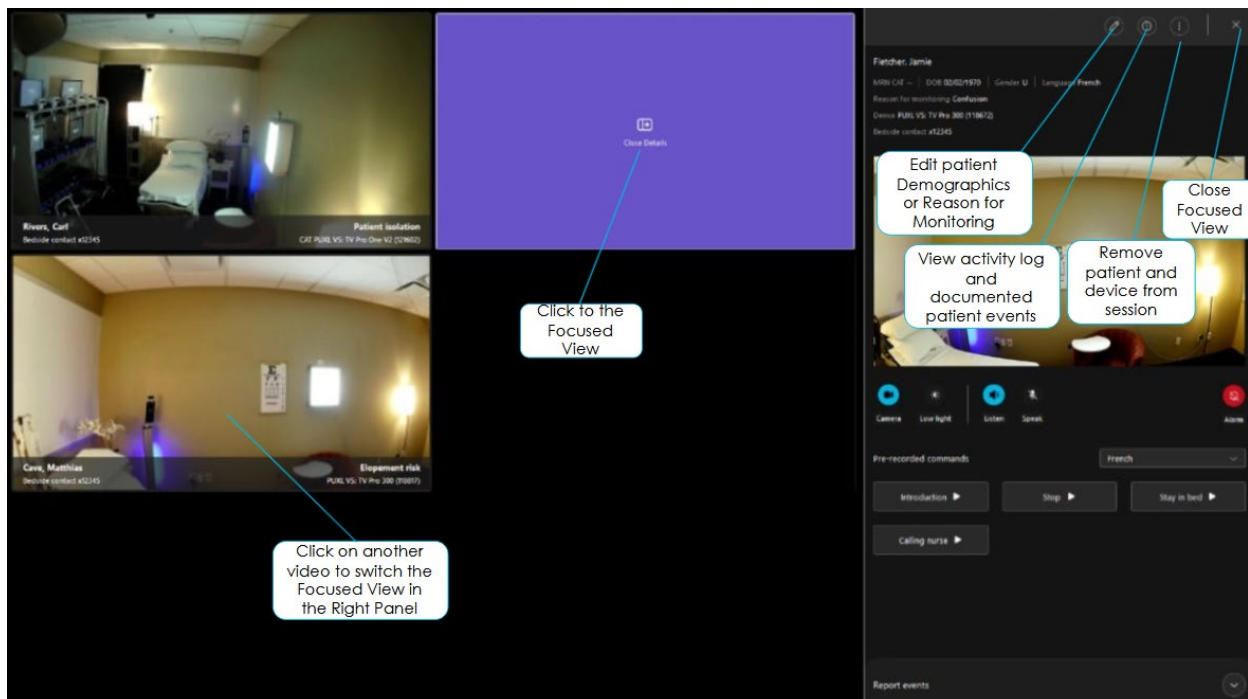 Rivers, Carl
Patient isolation
Bedside contact x12345
CAT PUXL VS: TV Pro One V2 (121602)
Close Details
Cave, Matthias
Elopement risk
Bedside contact x12345
PUXL VS: TV Pro 300 (118817)
Click to the
Focused
View
Click on another
video to switch the
Focused View in
the Right Panel
Fletcher, Jamie
MRN CAT --
DOB 02/02/1970
Gender U
Language French
Reason for monitoring Confusion
Device PUXL VS: TV Pro 300 (118672)
Bedside contact x12345
Edit patient
Demographics
or Reason for
Monitoring
Close
Focused
View
View activity log
and
documented
patient events
Remove
patient and
device from
session
Camera
Low light
Listen
Speak
Alarm
Pre-recorded commands
French
Introduction
Stop
Stay in bed
Calling nurse
Report events